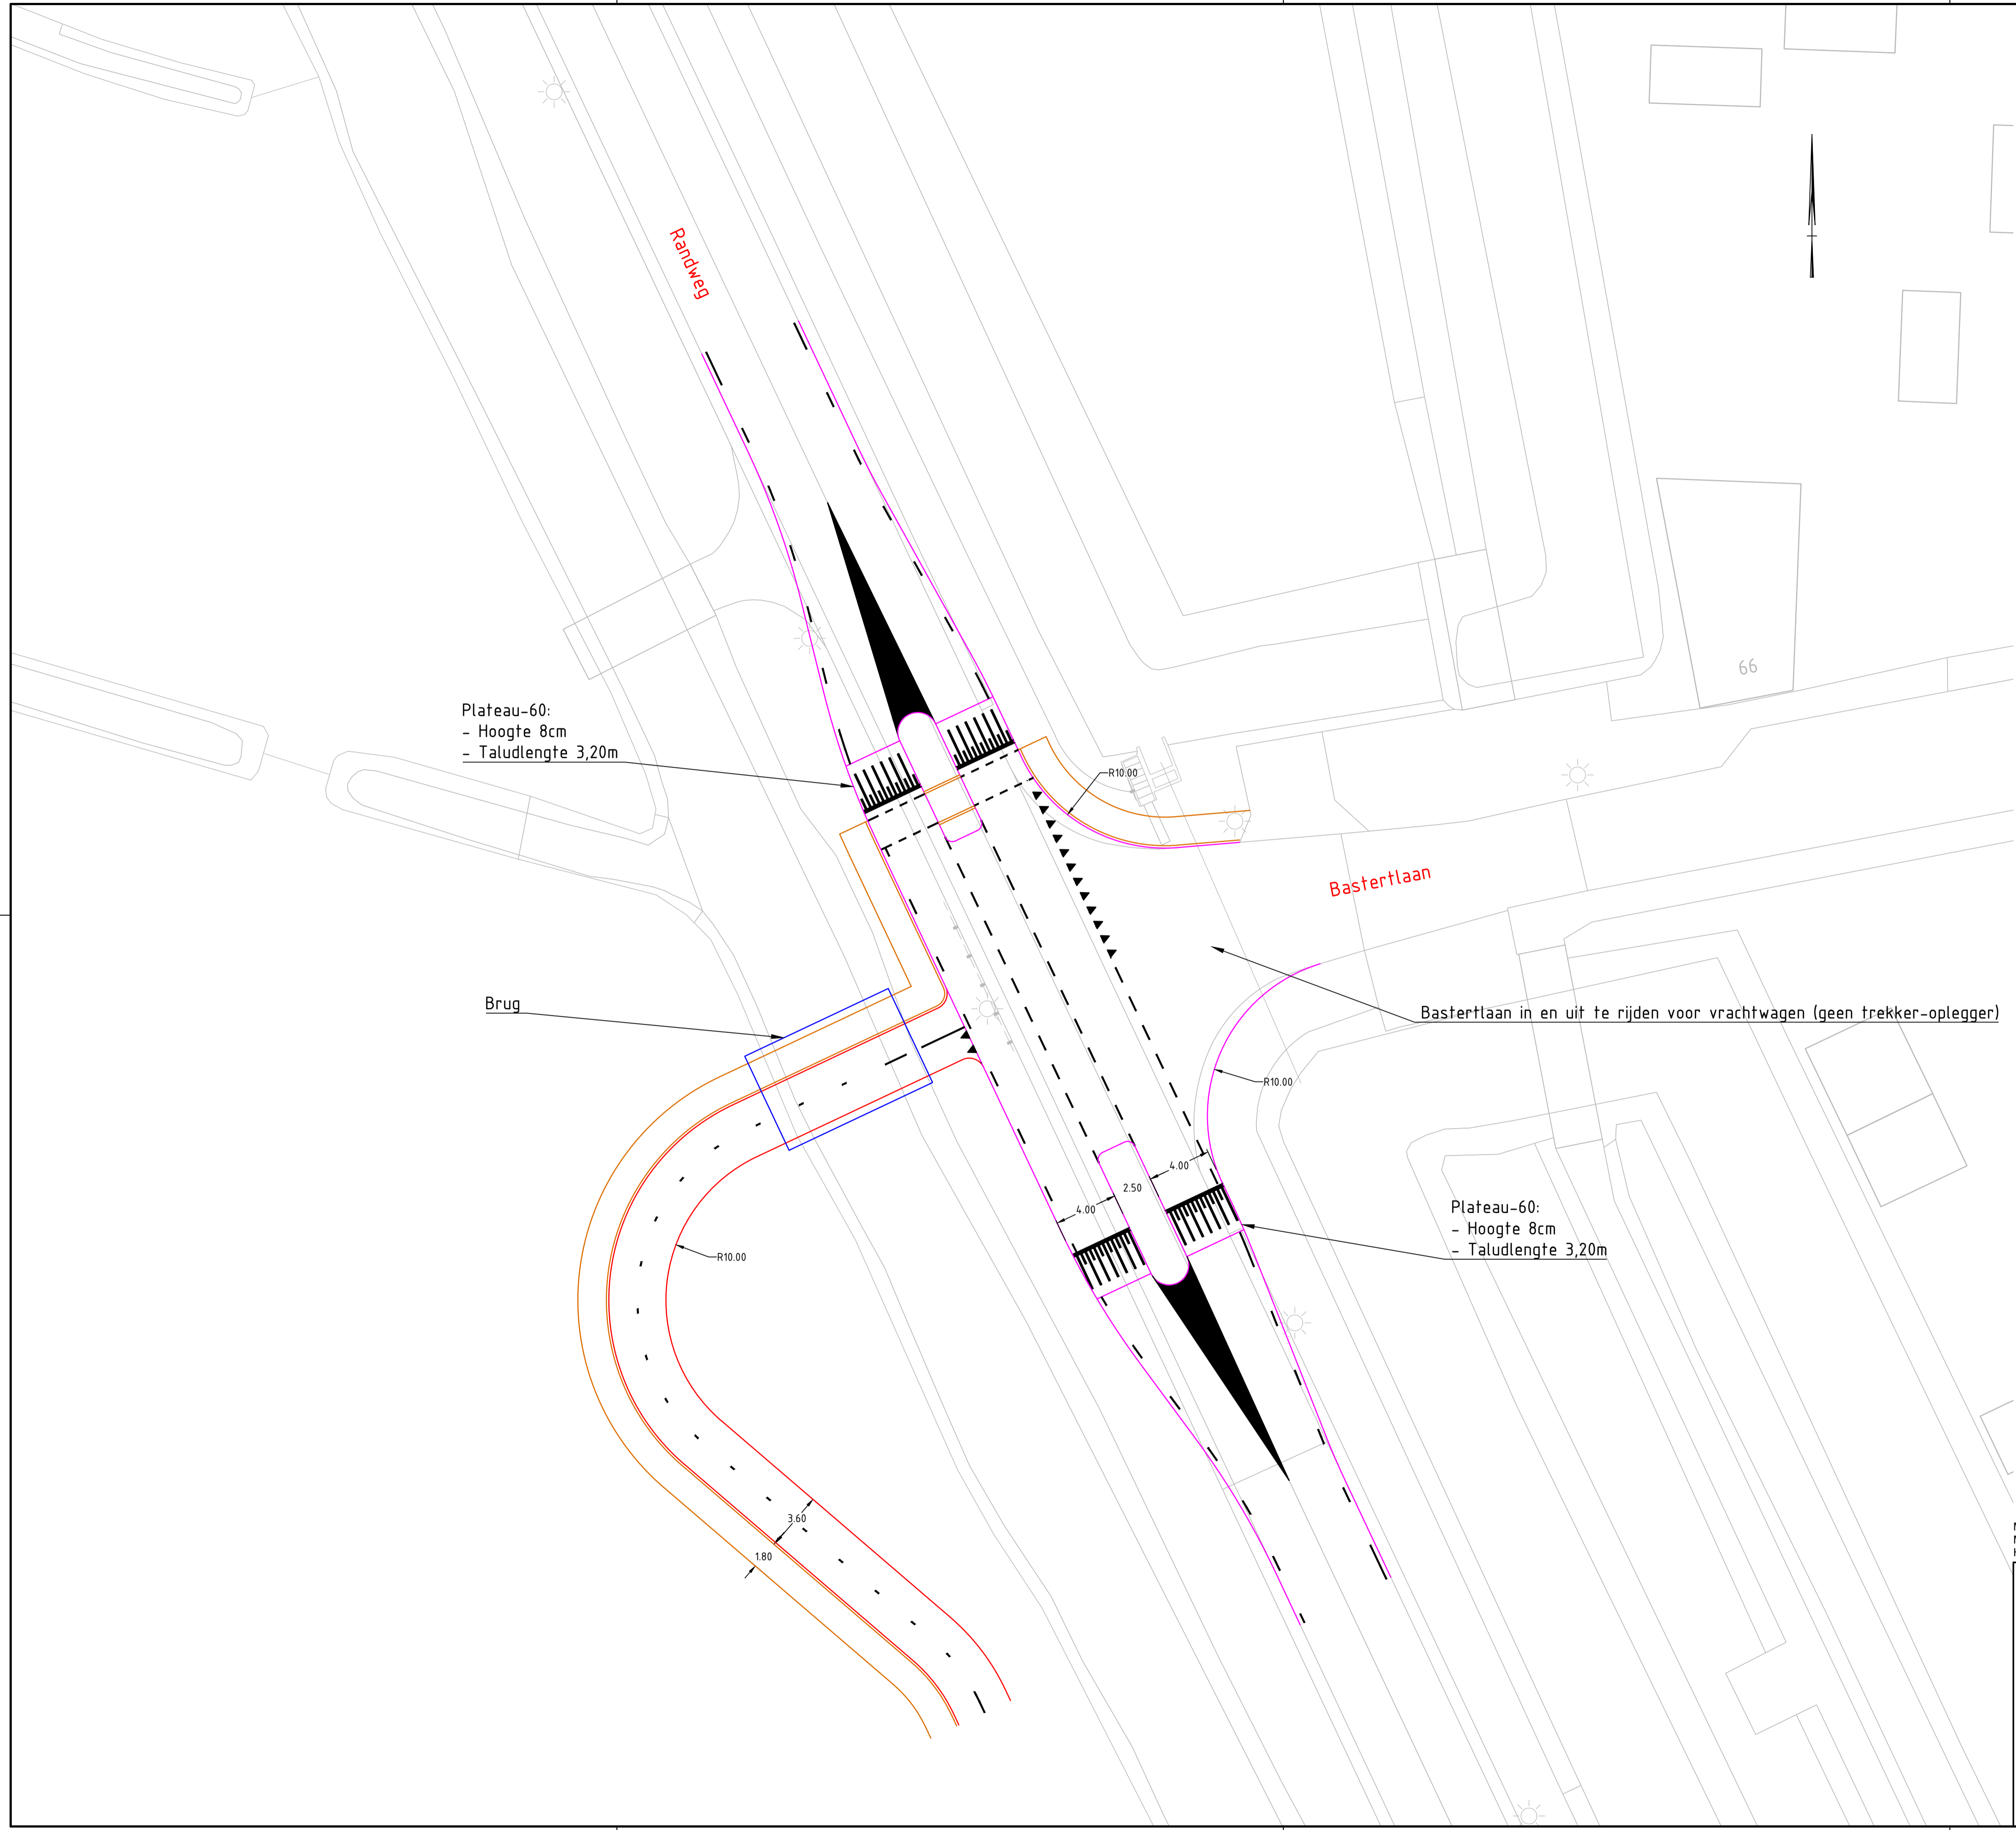 Randweg
66
Plateau-60:
- Hoogte 8cm
- Taludlengte 3,20m
R10.00
Bastertlaan
Brug
Bastertlaan in en uit te rijden voor vrachtwagen (geen trekker-oplegger)
R10.00
4.00
2.50
4.00
Plateau-60:
- Hoogte 8cm
- Taludlengte 3,20m
R10.00
3.60
1.80